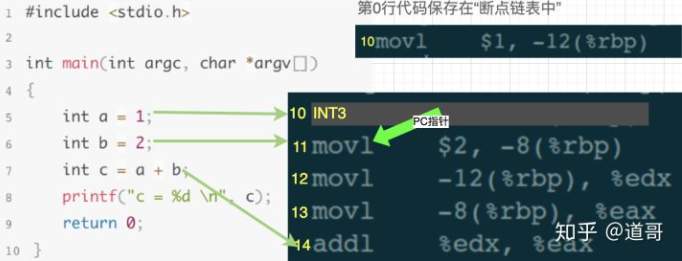 1 #include <stdio.h>
2
3 int main(int argc, char *argv[])
4 {
5 int a = 1;
6 int b = 2;
7 int c = a + b;
8 printf("c = %d \n", c);
9 return 0;
10 }
第0行代码保存在“断点链表中”
10 movl $1, -12(%rbp)
10 INT3
PC指针
11 movl $2, -8(%rbp)
12 movl -12(%rbp), %edx
13 movl -8(%rbp), %eax
14 addl %edx, %eax
知乎 @道哥